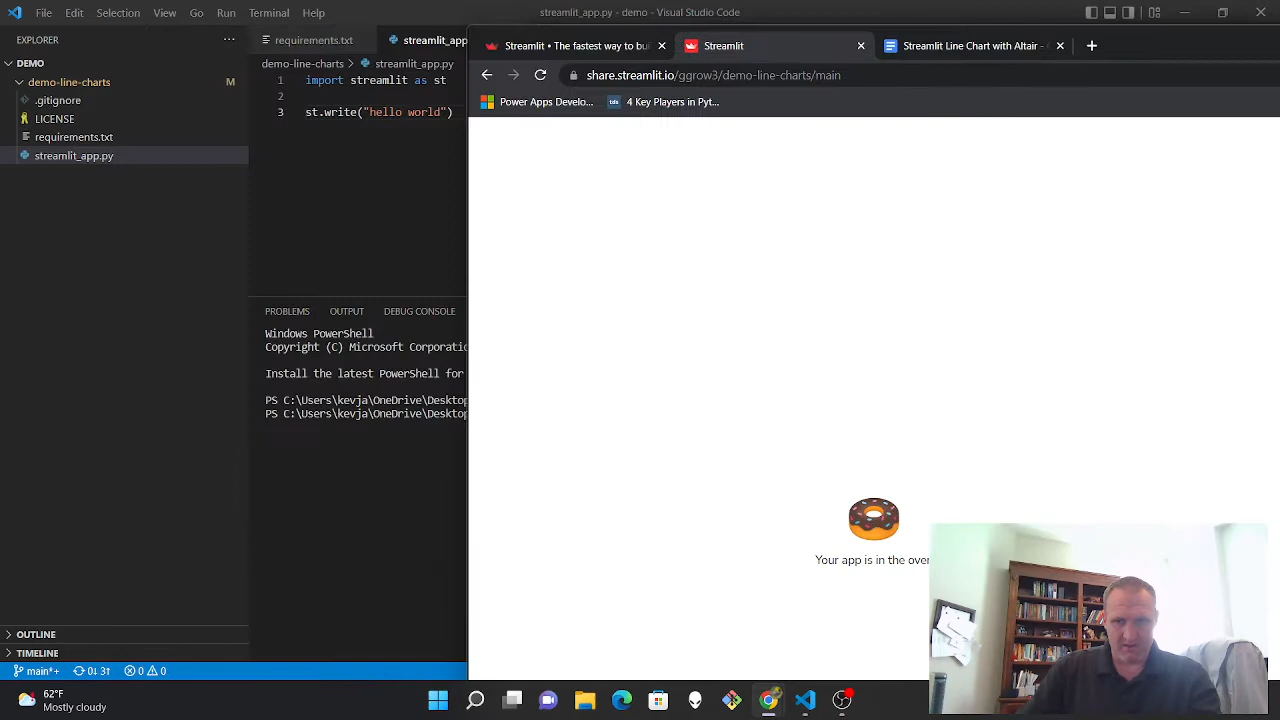 File Edit Selection View Go Run Terminal Help
streamlit_app.py - demo - Visual Studio Code
EXPLORER
DEMO
demo-line-charts M
.gitignore
LICENSE
requirements.txt
streamlit_app.py
OUTLINE
TIMELINE
requirements.txt
streamlit_app
demo-line-charts > streamlit_app.py
1 import streamlit as st
2
3 st.write("hello world")
PROBLEMS OUTPUT DEBUG CONSOLE
Windows PowerShell
Copyright (C) Microsoft Corporatio
Install the latest PowerShell for
PS C:\Users\kevja\OneDrive\Desktop
PS C:\Users\kevja\OneDrive\Desktop
main*+ 0↓ 3↑ 0 0
Streamlit • The fastest way to bui
Streamlit
Streamlit Line Chart with Altair -
share.streamlit.io/ggrow3/demo-line-charts/main
Power Apps Develo...
tds 4 Key Players in Pyt...
Your app is in the oven
62°F
Mostly cloudy